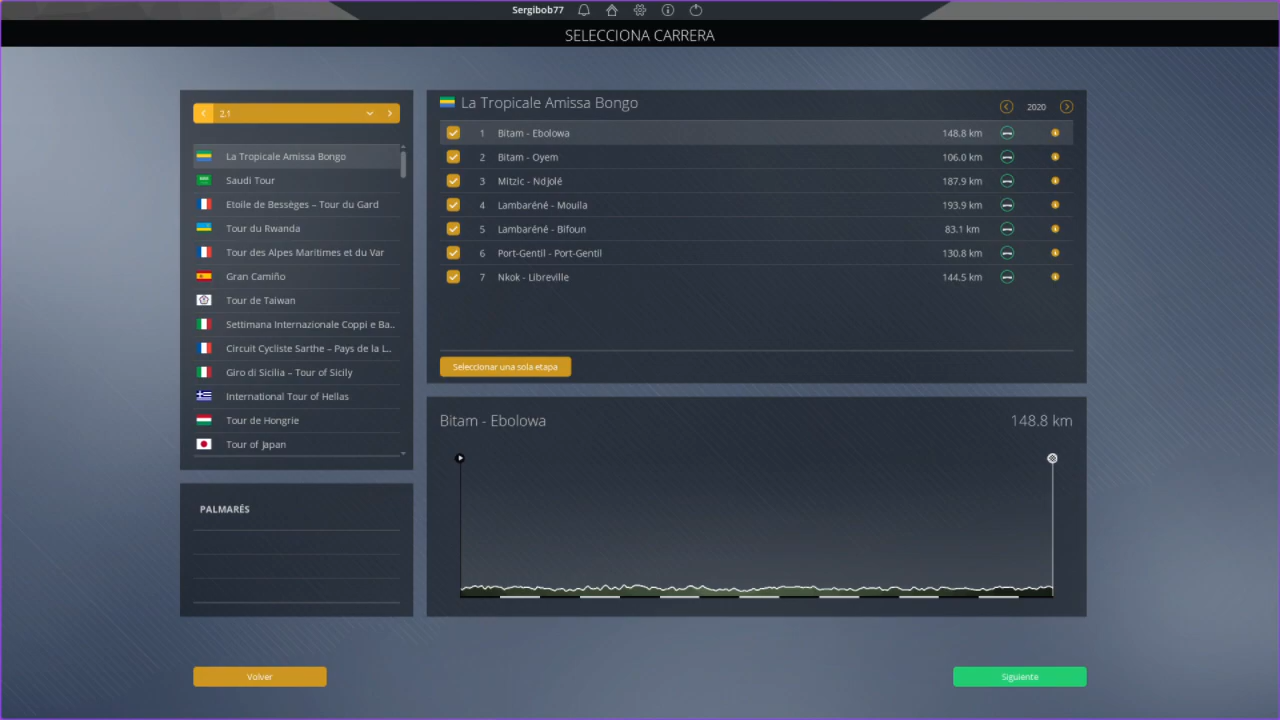 Sergibob77
SELECCIONA CARRERA
2.1
La Tropicale Amissa Bongo
Saudi Tour
Etoile de Bessèges – Tour du Gard
Tour du Rwanda
Tour des Alpes Maritimes et du Var
Gran Camiño
Tour de Taiwan
Settimana Internazionale Coppi e Ba..
Circuit Cycliste Sarthe – Pays de la L..
Giro di Sicilia – Tour of Sicily
International Tour of Hellas
Tour de Hongrie
Tour of Japan
PALMARÉS
La Tropicale Amissa Bongo 2020
1 Bitam - Ebolowa 148.8 km
2 Bitam - Oyem 106.0 km
3 Mitzic - Ndjolé 187.9 km
4 Lambaréné - Mouila 193.9 km
5 Lambaréné - Bifoun 83.1 km
6 Port-Gentil - Port-Gentil 130.8 km
7 Nkok - Libreville 144.5 km
Seleccionar una sola etapa
Bitam - Ebolowa 148.8 km
Volver
Siguiente